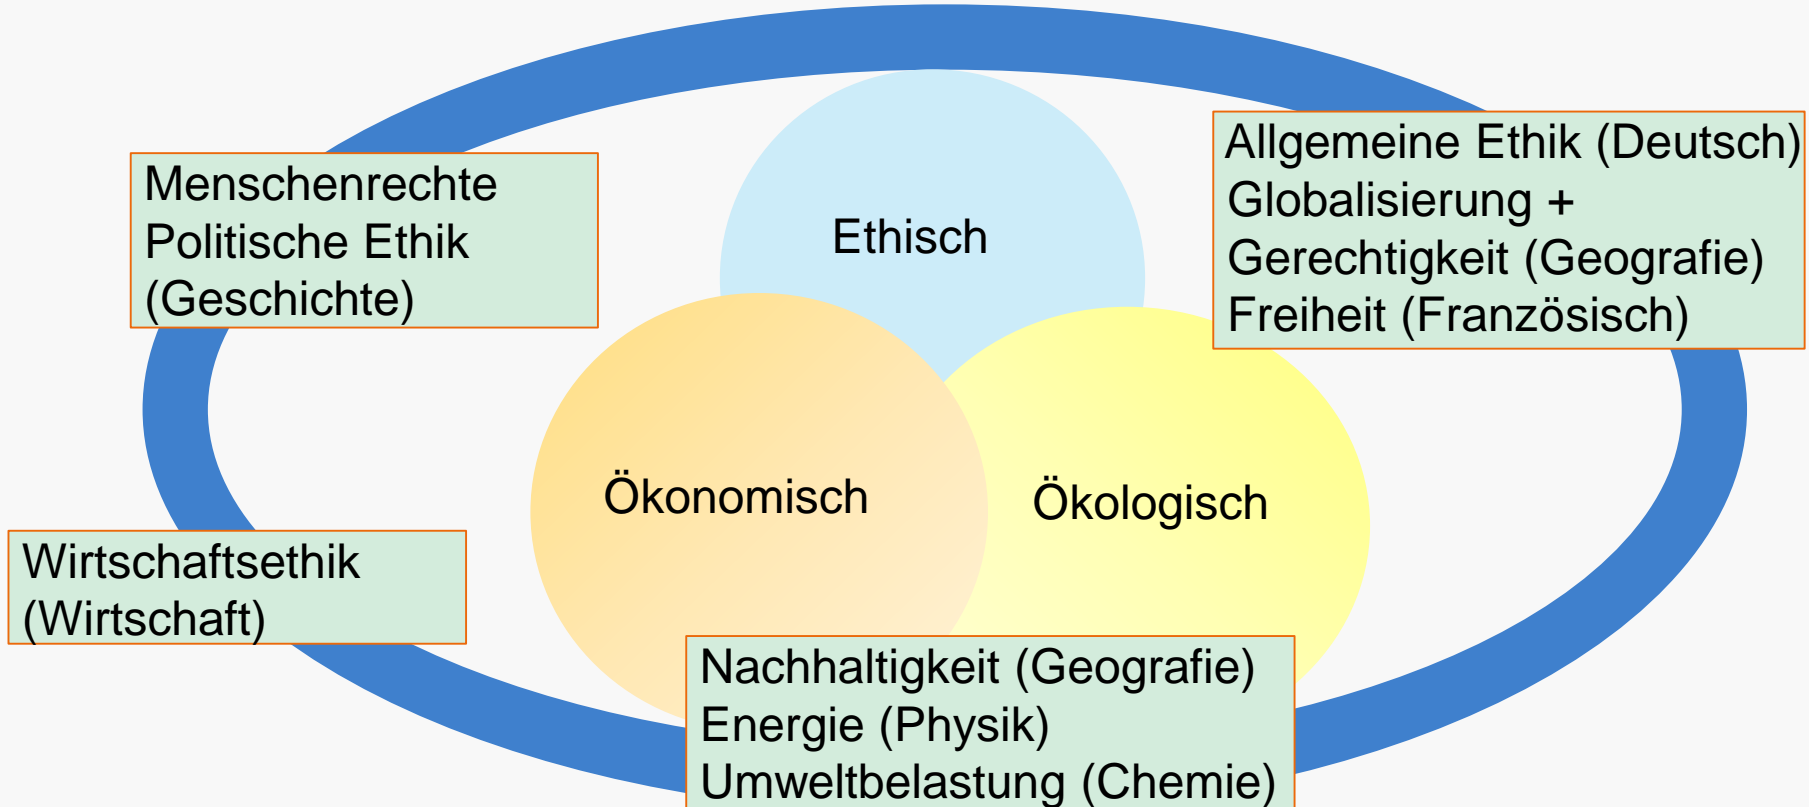 Menschenrechte
Politische Ethik
(Geschichte)
Allgemeine Ethik (Deutsch)
Globalisierung +
Gerechtigkeit (Geografie)
Freiheit (Französisch)
Ethisch
Ökonomisch
Ökologisch
Wirtschaftsethik
(Wirtschaft)
Nachhaltigkeit (Geografie)
Energie (Physik)
Umweltbelastung (Chemie)